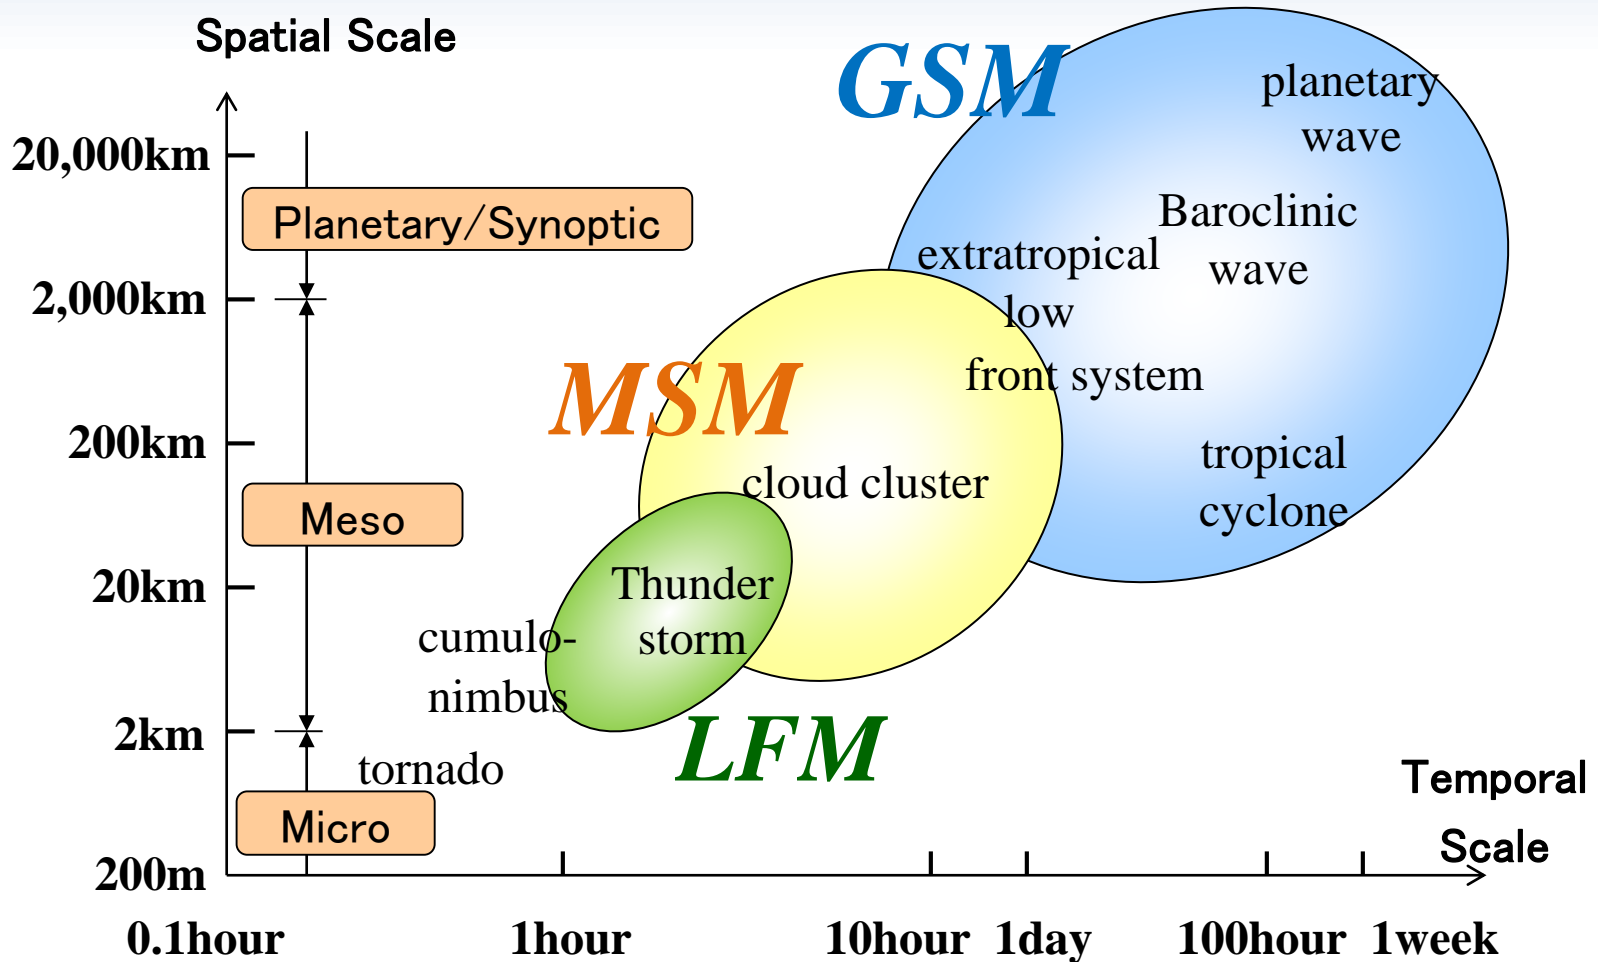 Spatial Scale
GSM
planetary
wave
20,000km
Planetary/Synoptic
Baroclinic
wave
extratropical
low
2,000km
MSM
front system
200km
tropical
cyclone
cloud cluster
Meso
20km
Thunder
storm
cumulo-
nimbus
2km
LFM
tornado
Temporal
Scale
Micro
200m
0.1hour 1hour 10hour 1day 100hour 1week